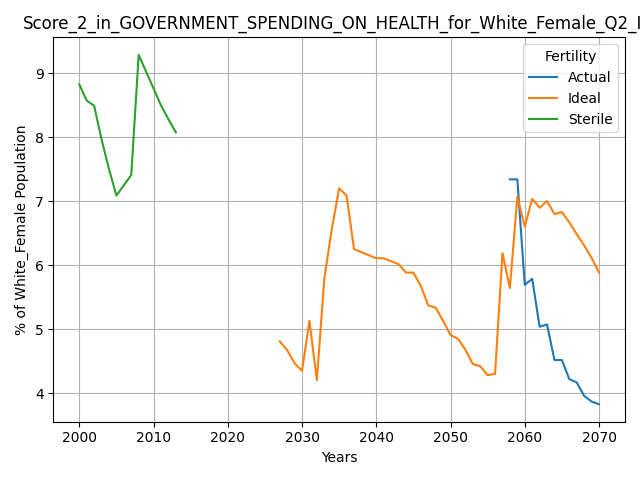 Score_2_in_GOVERNMENT_SPENDING_ON_HEALTH_for_White_Female_Q2_I
Fertility
Actual
Ideal
Sterile
% of White_Female Population
9
8
7
6
5
4
2000 2010 2020 2030 2040 2050 2060 2070
Years